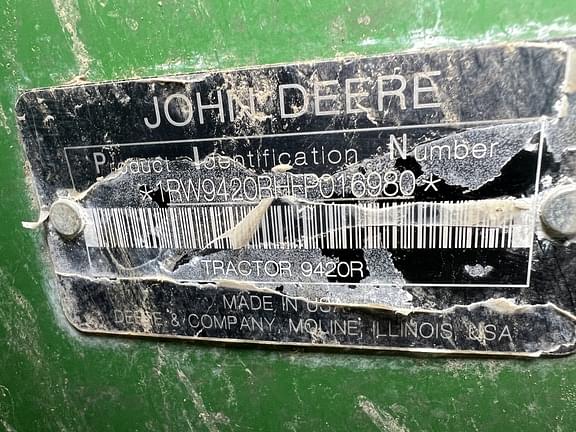 JOHN DEERE
Product Identification Number
*1RW9420RHFP016980*
TRACTOR 9420R
MADE IN USA
DEERE & COMPANY, MOLINE, ILLINOIS, USA